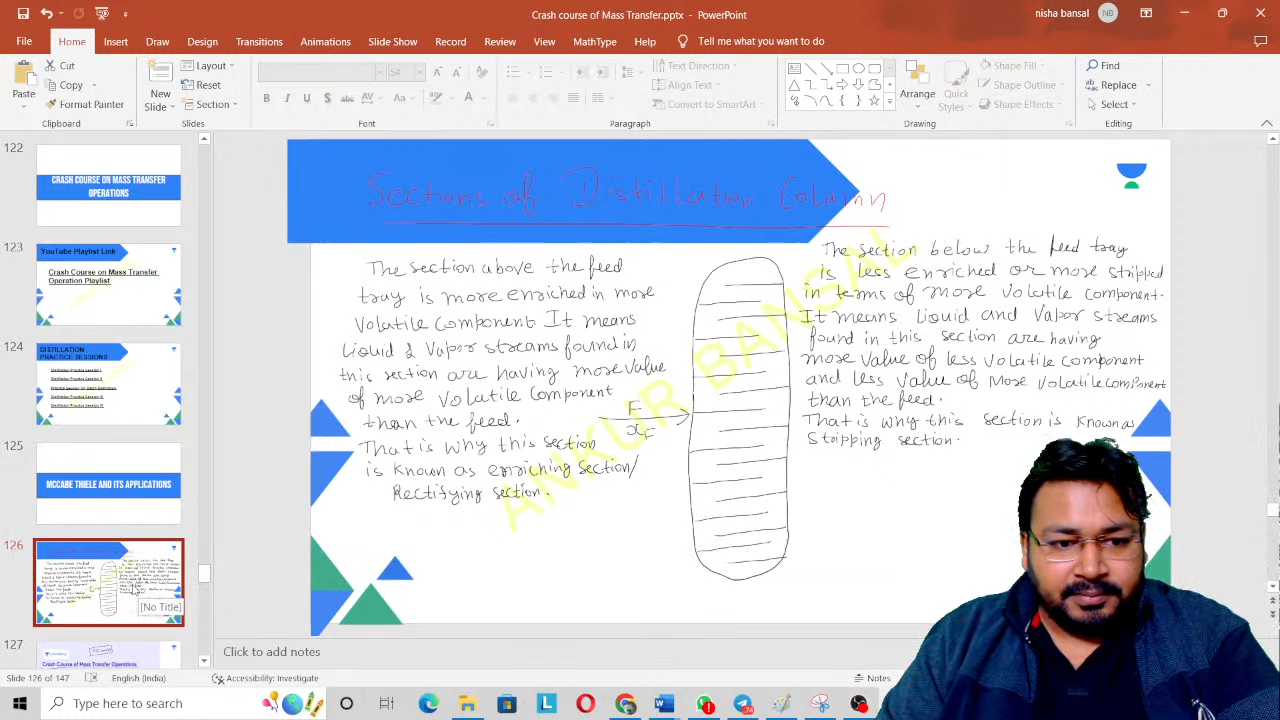 Crash course of Mass Transfer.pptx - PowerPoint
nisha bansal
NB
File Home Insert Draw Design Transitions Animations Slide Show Record Review View MathType Help Tell me what you want to do
Paste
Cut
Copy
Format Painter
Clipboard
New Slide
Layout
Reset
Section
Slides
54
Font
Text Direction
Align Text
Convert to SmartArt
Paragraph
Arrange
Quick Styles
Shape Fill
Shape Outline
Shape Effects
Drawing
Find
Replace
Select
Editing
122
CRASH COURSE ON MASS TRANSFER
OPERATIONS
123
YouTube Playlist Link
Crash Course on Mass Transfer
Operation Playlist
124
DISTILLATION
PRACTICE SESSIONS
125
MCCABE THIELE AND ITS APPLICATIONS
126
[No Title]
127
Crash Course of Mass Transfer Operations
Sections of Distillation Column
The section above the feed
tray is more enriched in more
volatile component It means
liquid & vapor streams found in
this section are having more value
of more volatile component
than the feed.
That is why this section
is known as enriching section/
Rectifying section.
F
xF
The section below the feed tray
is less enriched or more stripped
in terms of more volatile component.
It means liquid and vapor streams
found in this section are having
more value of less volatile component
and less value of More volatile component
than the feed.
That is why this section is known as
Stripping section.
ANKUR BANSAL
Click to add notes
Slide 126 of 147
English (India)
Accessibility: Investigate
Notes
Type here to search